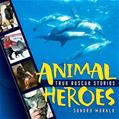 ANIMAL
TRUE RESCUE STORIES
HEROES
SANDRA MARKLE